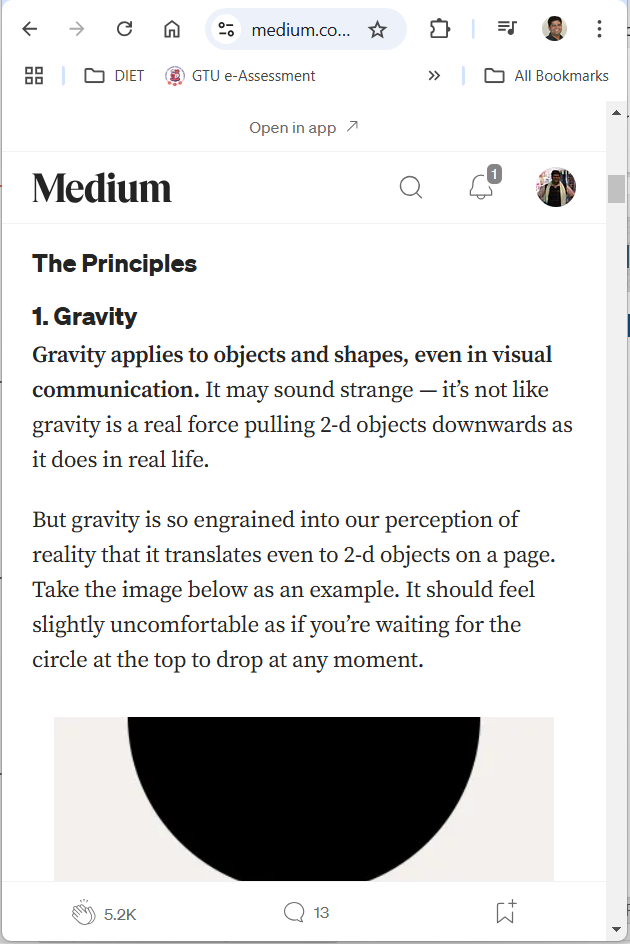 medium.co...
DIET
GTU e-Assessment
»
All Bookmarks
Open in app ↗
Medium
1
The Principles
1. Gravity
Gravity applies to objects and shapes, even in visual
communication. It may sound strange — it’s not like
gravity is a real force pulling 2-d objects downwards as
it does in real life.
But gravity is so engrained into our perception of
reality that it translates even to 2-d objects on a page.
Take the image below as an example. It should feel
slightly uncomfortable as if you’re waiting for the
circle at the top to drop at any moment.
5.2K
13